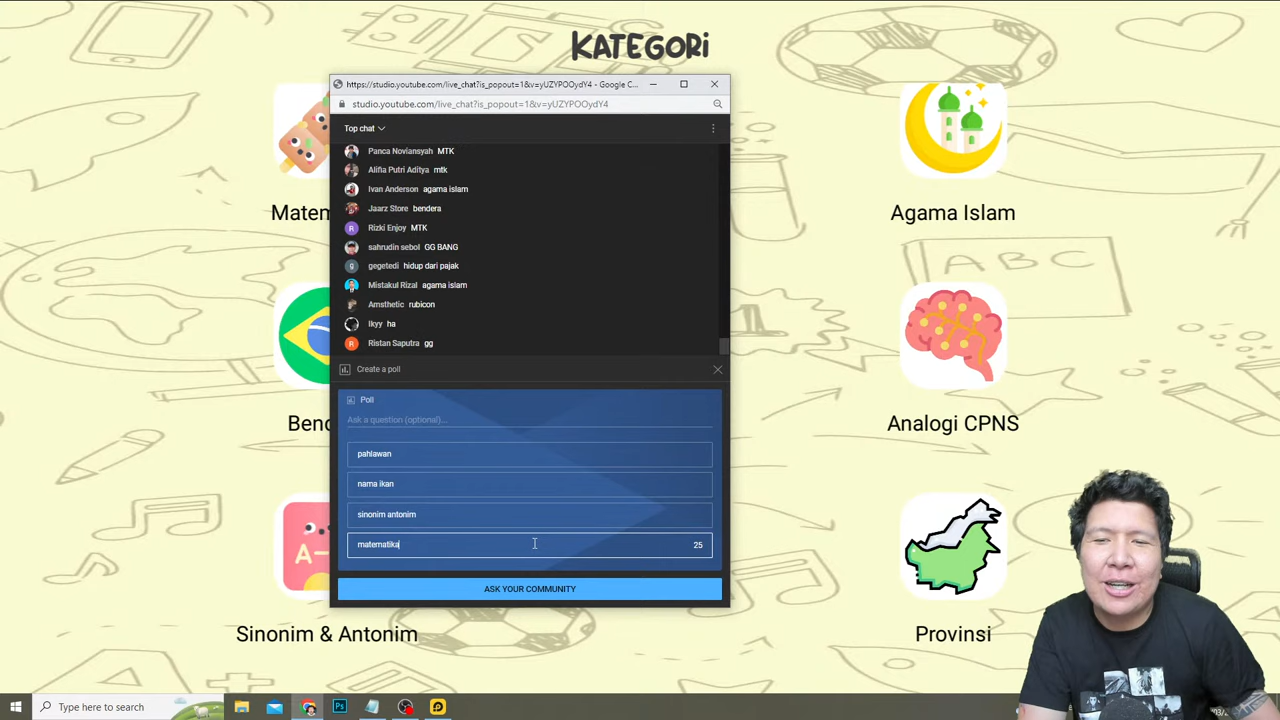 KATEGORI
https://studio.youtube.com/live_chat?is_popout=1&v=yUZYPOOydY4 - Google C...
studio.youtube.com/live_chat?is_popout=1&v=yUZYPOOydY4
Top chat
Panca Noviansyah MTK
Alifia Putri Aditya mtk
Ivan Anderson agama islam
Jaarz Store bendera
R Rizki Enjoy MTK
sahrudin sebol GG BANG
g gegetedi hidup dari pajak
Mistakul Rizal agama islam
Amsthetic rubicon
Ikyy ha
R Ristan Saputra gg
Matem
Agama Islam
ABC
Create a poll
Poll
Ask a question (optional)...
pahlawan
nama ikan
sinonim antonim
matematika 25
ASK YOUR COMMUNITY
Bend
Analogi CPNS
A-
Sinonim & Antonim
Provinsi
A
Type here to search
Ps